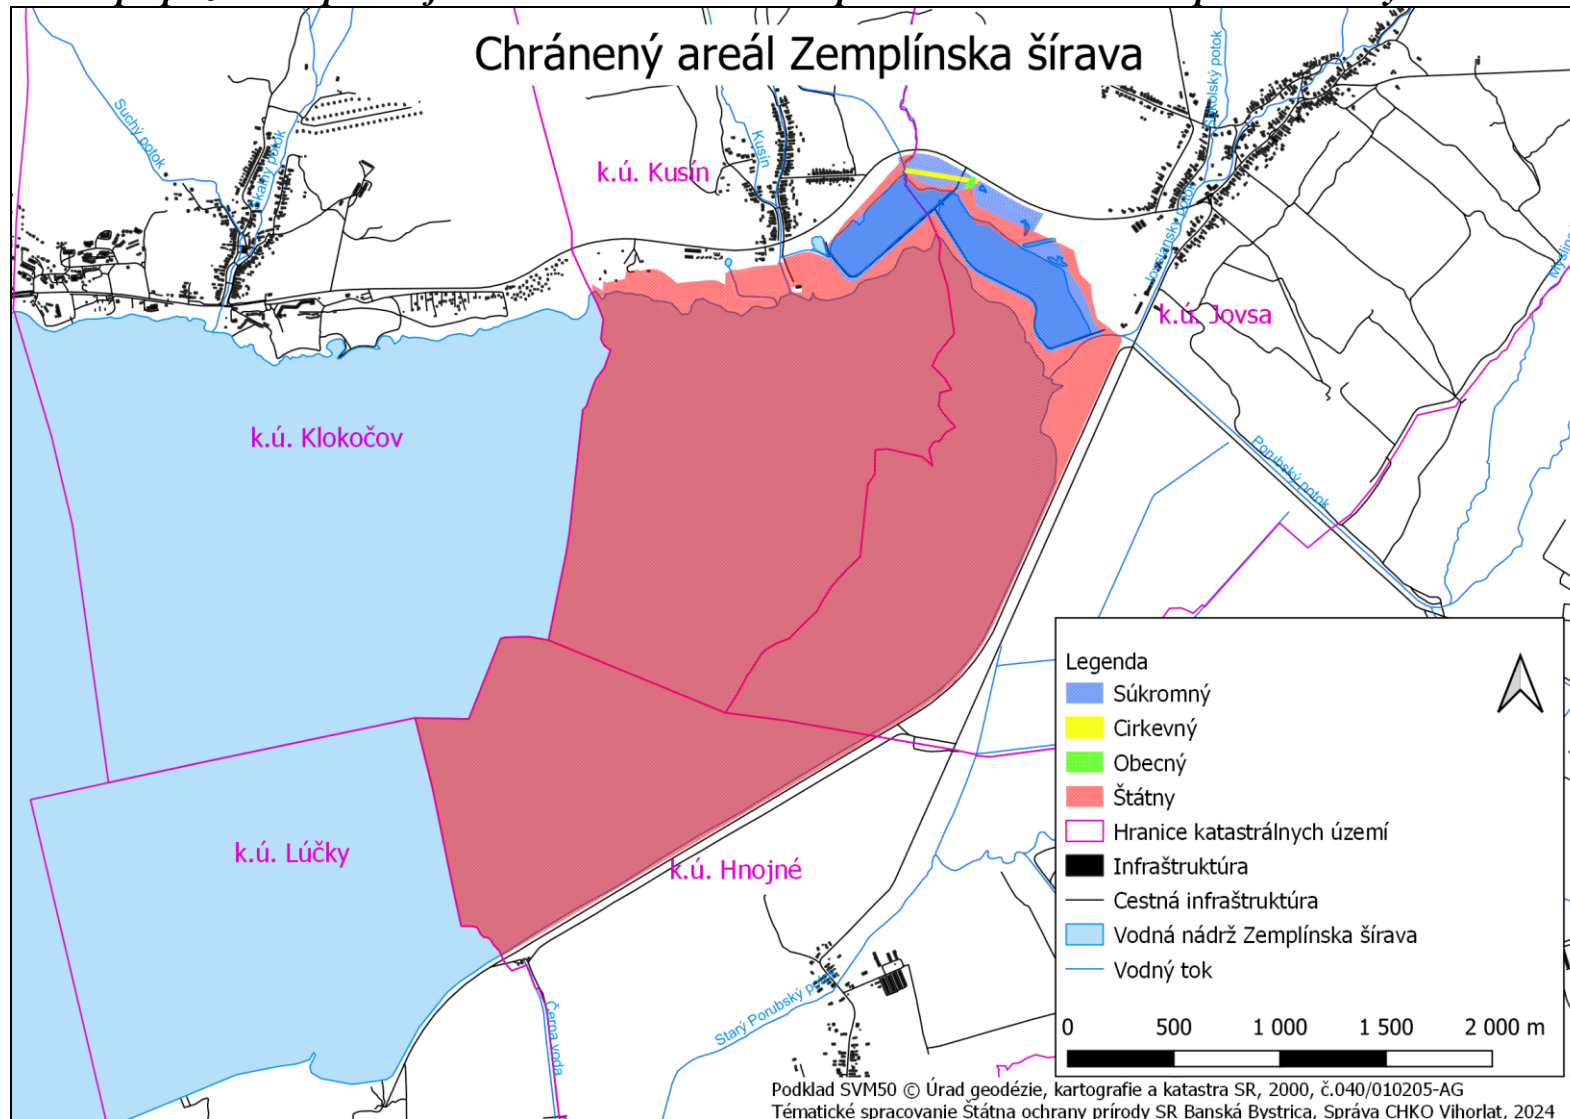 Chránený areál Zemplínska šírava
Suchý potok
Kusín
k.ú. Kusín
Jovsiansky potok
k.ú. Jovsa
k.ú. Klokočov
Porubský potok
Legenda
Súkromný
Cirkevný
Obecný
Štátny
Hranice katastrálnych území
Infraštruktúra
Cestná infraštruktúra
Vodná nádrž Zemplínska šírava
Vodný tok
k.ú. Lúčky
k.ú. Hnojné
Čierna voda
Starý Porubský potok
0 500 1 000 1 500 2 000 m
Podklad SVM50 © Úrad geodézie, kartografie a katastra SR, 2000, č.040/010205-AG
Tématické spracovanie Štátna ochrany prírody SR Banská Bystrica, Správa CHKO Vihorlat, 2024